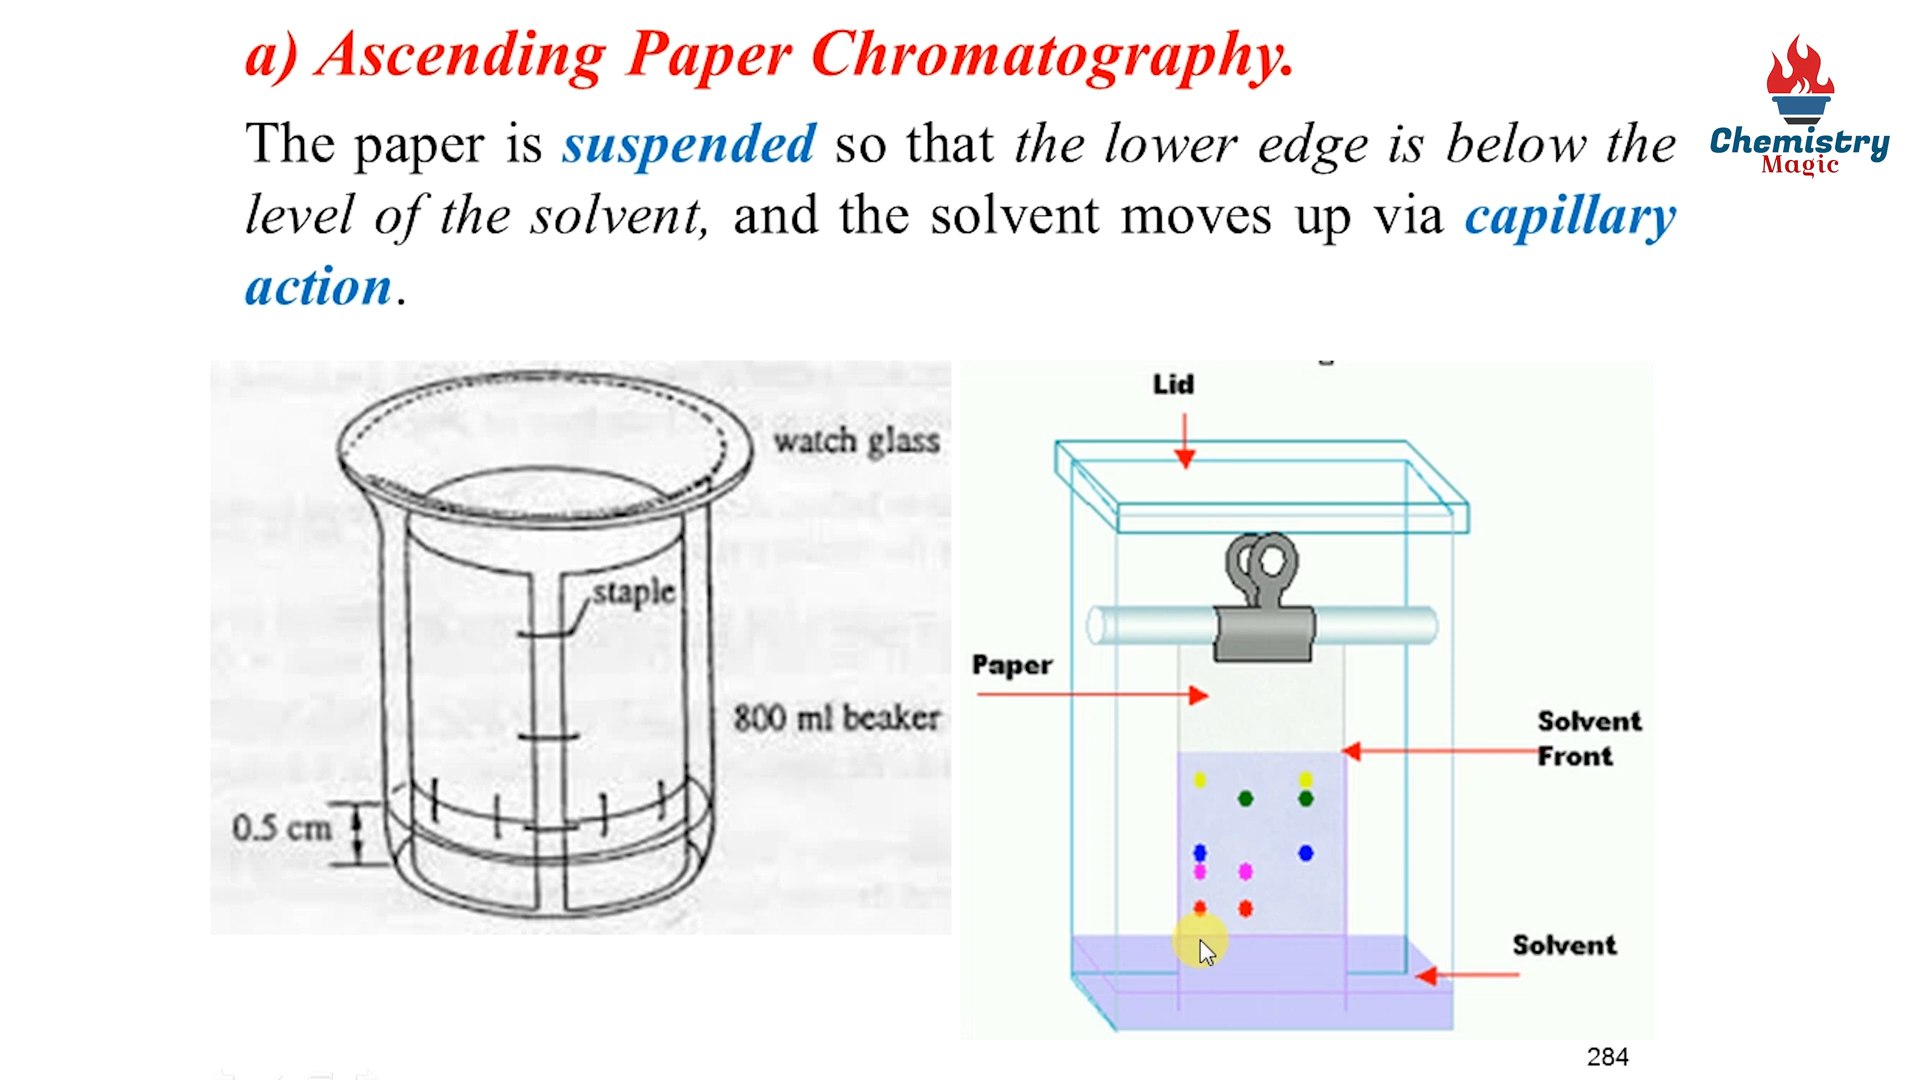 a) Ascending Paper Chromatography.
The paper is suspended so that the lower edge is below the
level of the solvent, and the solvent moves up via capillary
action.
Chemistry
Magic
watch glass
staple
800 ml beaker
0.5 cm
Lid
Paper
Solvent
Front
Solvent
284